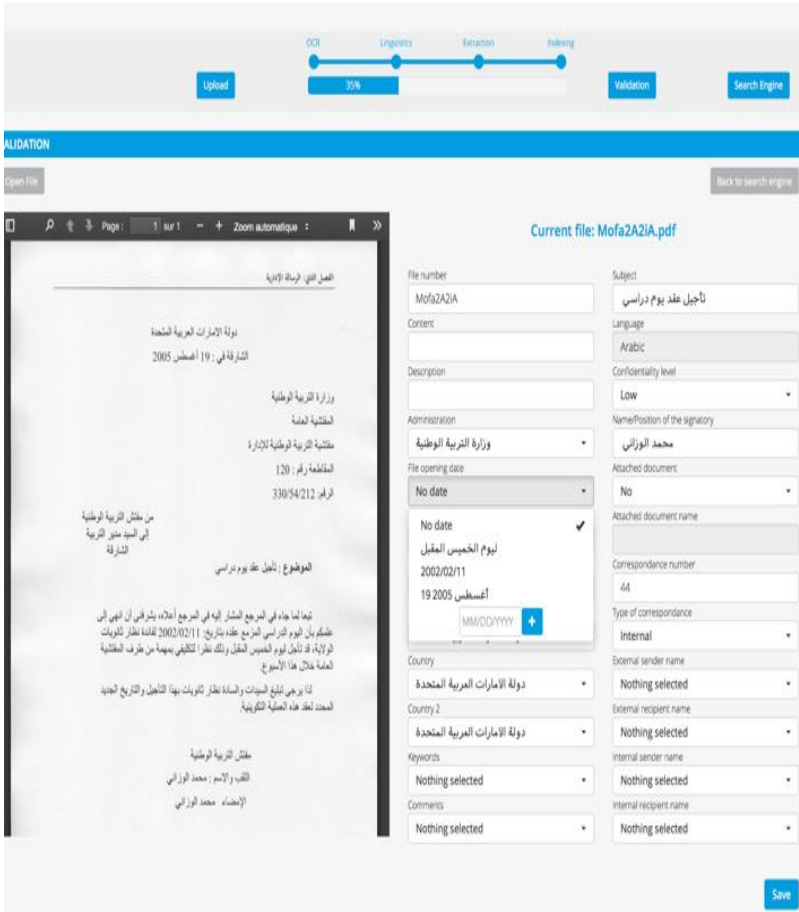 OCR Linguistics Extraction Indexing
Upload 35% Validation Search Engine
ALIDATION
Open File Back to search engine
Page : 1 sur 1 − + Zoom automatique
الفصل الثاني: الرسالة الإدارية
دولة الامارات العربية المتحدة
الشارقة في : 19 أغسطس 2005
وزارة التربية الوطنية
المفتشية العامة
مفتشية التربية الوطنية للإدارة
المقاطعة رقم : 120
الرقم: 330/54/212
من مفتش التربية الوطنية
إلى السيد مدير التربية
الشارقة
الموضوع : تأجيل عقد يوم دراسي
تبعا لما جاء في المرجع المشار إليه في المرجع أعلاه، يشرفني أن انهي إلى
علمكم بأن اليوم الدراسي المزمع عقده بتاريخ: 2002/02/11 لفائدة نظار ثانويات
الولاية، قد تأجل ليوم الخميس المقبل وذلك نظرا لتكليفي بمهمة من طرف المفتشية
العامة خلال هذا الأسبوع.
لذا يرجى تبليغ السيدات والسادة نظار ثانويات بهذا التأجيل والتاريخ الجديد
المحدد لعقد هذه العملية التكوينية.
مفتش التربية الوطنية
اللقب والاسم : محمد الوزاني
الإمضاء محمد الوزاني
Current file: Mofa2A2iA.pdf
File number
Mofa2A2iA
Content
Description
Administration
وزارة التربية الوطنية
File opening date
No date
No date
ليوم الخميس المقبل
2002/02/11
19 أغسطس 2005
MM/DD/YYYY +
Country
دولة الامارات العربية المتحدة
Country 2
دولة الامارات العربية المتحدة
Keywords
Nothing selected
Comments
Nothing selected
Subject
تأجيل عقد يوم دراسي
Language
Arabic
Confidentiality level
Low
Name/Position of the signatory
محمد الوزاني
Attached document
No
Attached document name
Correspondance number
44
Type of correspondance
Internal
External sender name
Nothing selected
External recipient name
Nothing selected
Internal sender name
Nothing selected
Internal recipient name
Nothing selected
Save